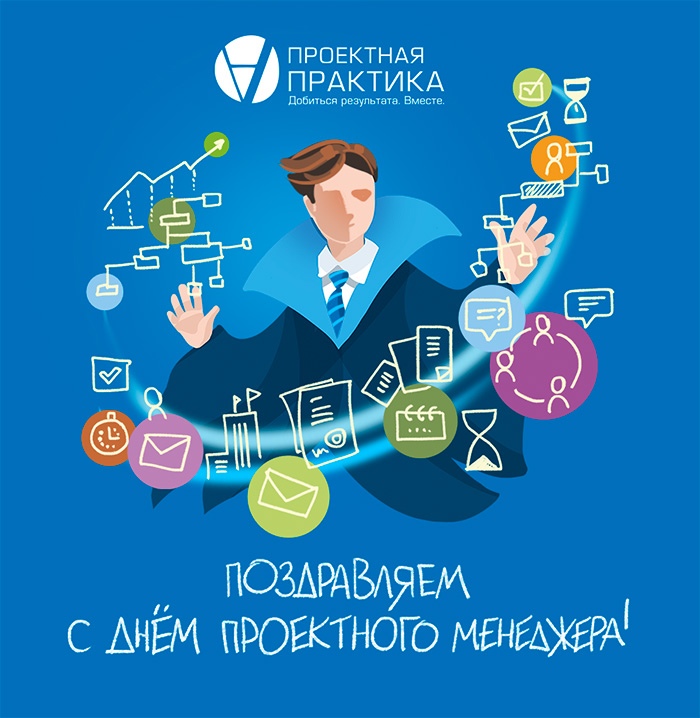 ПРОЕКТНАЯ
ПРАКТИКА
Добиться результата. Вместе.
ПОЗДРАВЛЯЕМ
С ДНЁМ ПРОЕКТНОГО МЕНЕДЖЕРА!